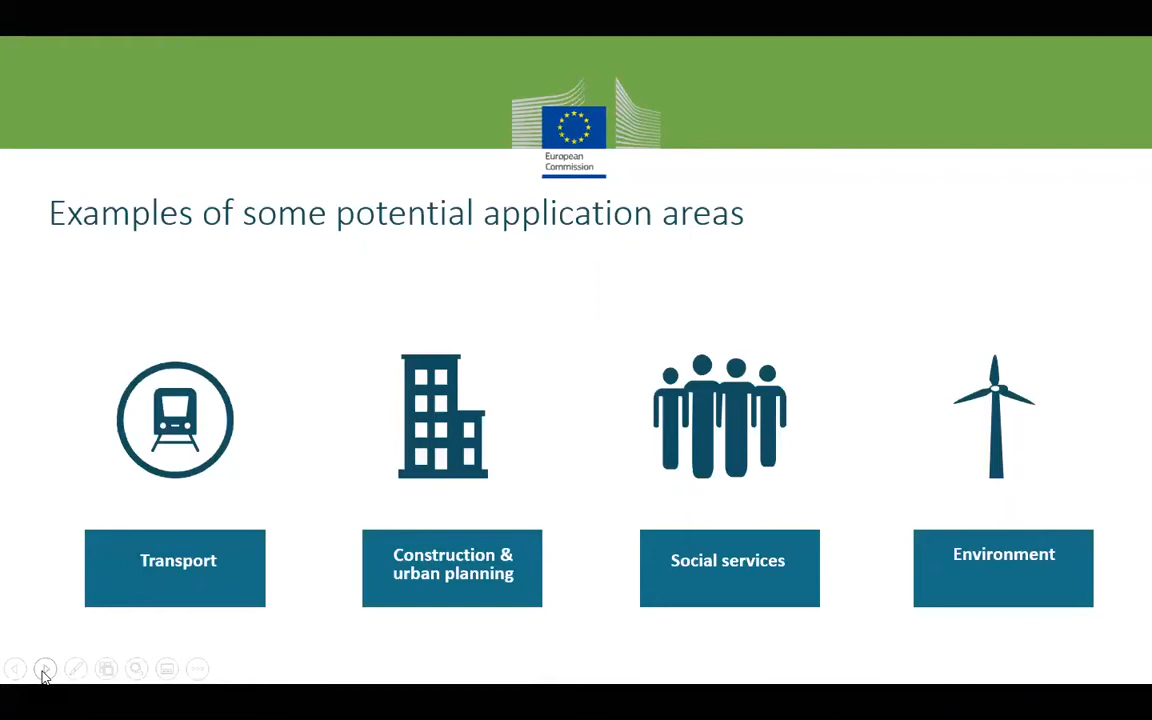 European
Commission
Examples of some potential application areas
Transport
Construction &
urban planning
Social services
Environment